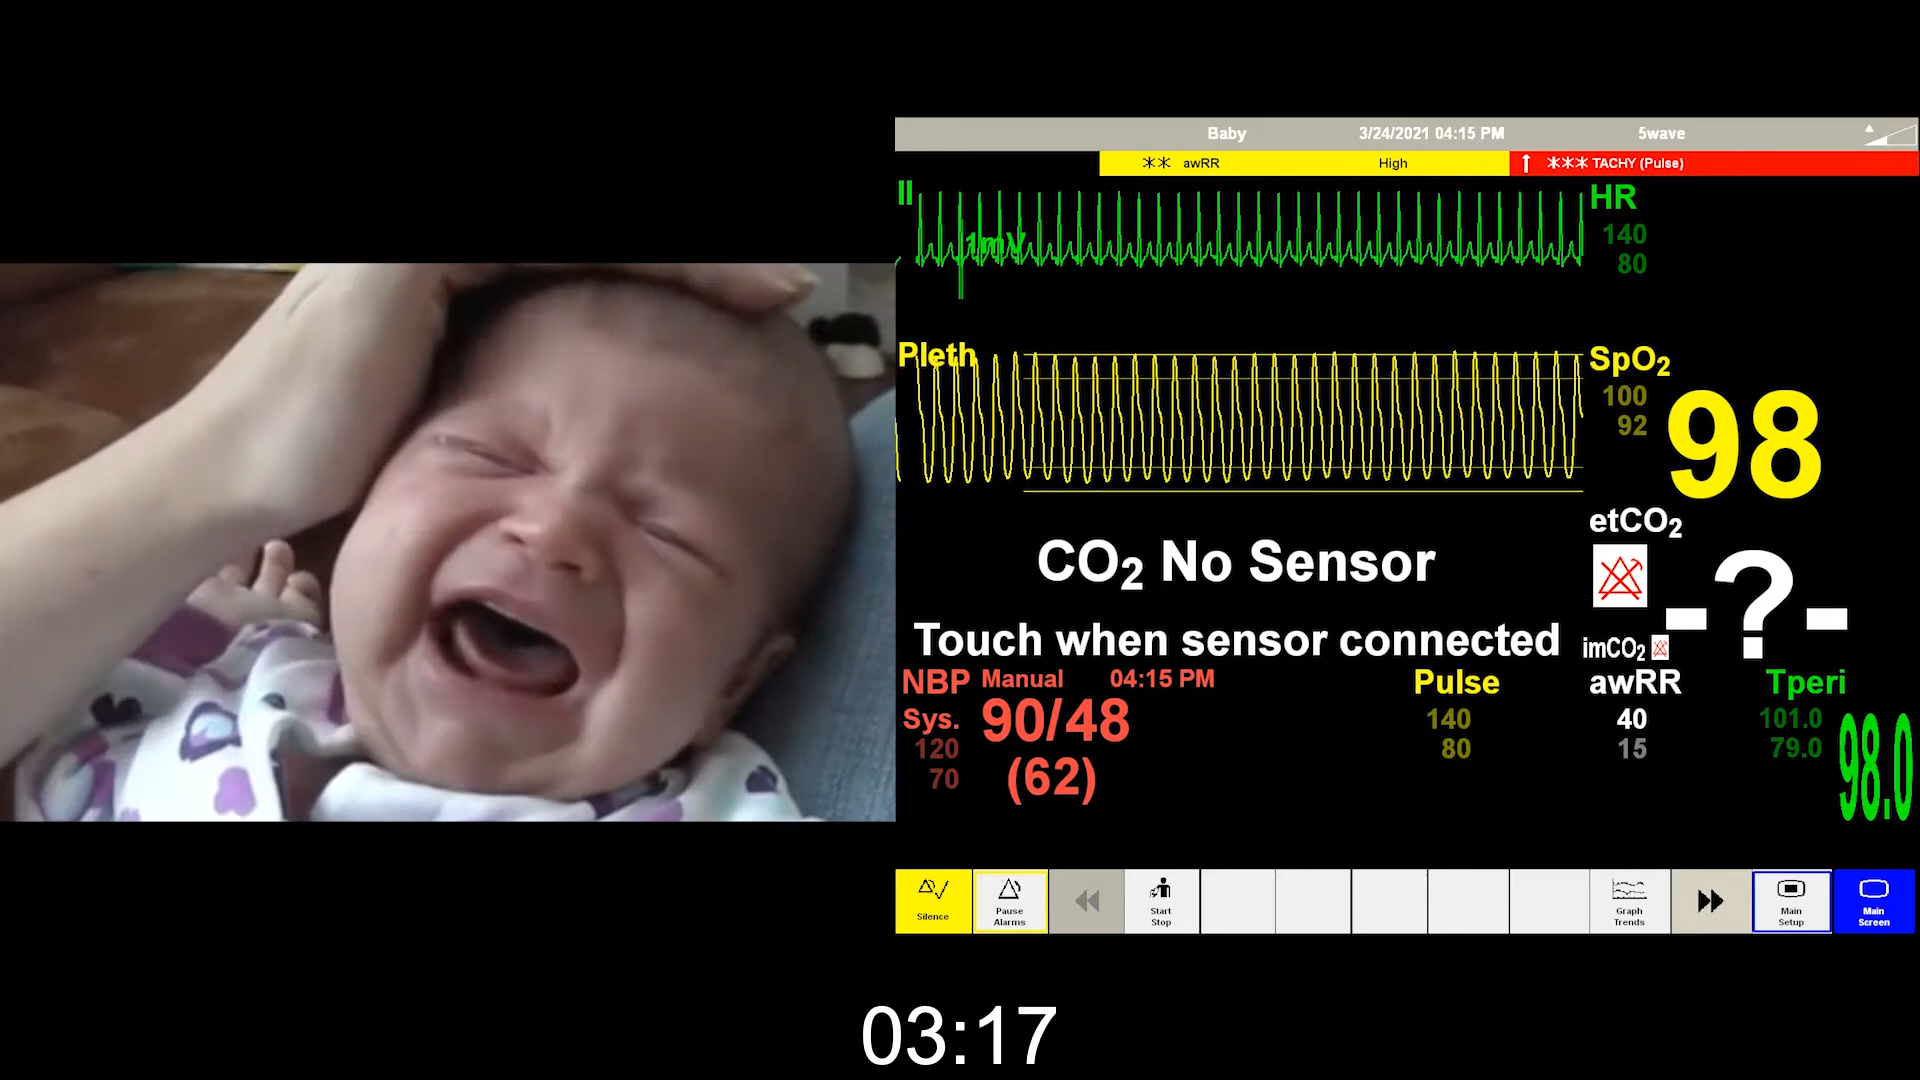 Baby 3/24/2021 04:15 PM 5wave
** awRR High *** TACHY (Pulse)
II
1mV
HR
140
80
Pleth
SpO2
100
92
98
etCO2
CO2 No Sensor
-?-
Touch when sensor connected
imCO2
NBP Manual 04:15 PM
Sys. 90/48
120
70
(62)
Pulse
140
80
awRR
40
15
Tperi
101.0
79.0
98.0
Silence
Pause
Alarms
Start
Stop
Graph
Trends
Main
Setup
Main
Screen
03:17